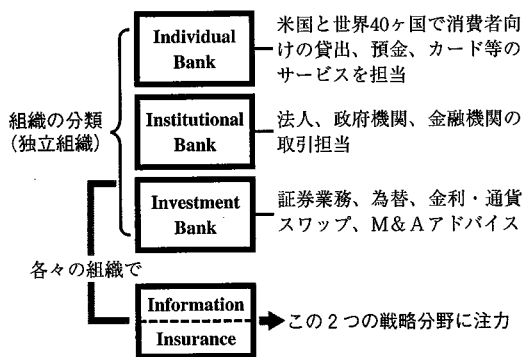 Individual
Bank
米国と世界40ヶ国で消費者向
けの貸出、預金、カード等の
サービスを担当
組織の分類
(独立組織)
Institutional
Bank
法人、政府機関、金融機関の
取引担当
Investment
Bank
証券業務、為替、金利・通貨
スワップ、M&Aアドバイス
各々の組織で
Information
Insurance
この2つの戦略分野に注力